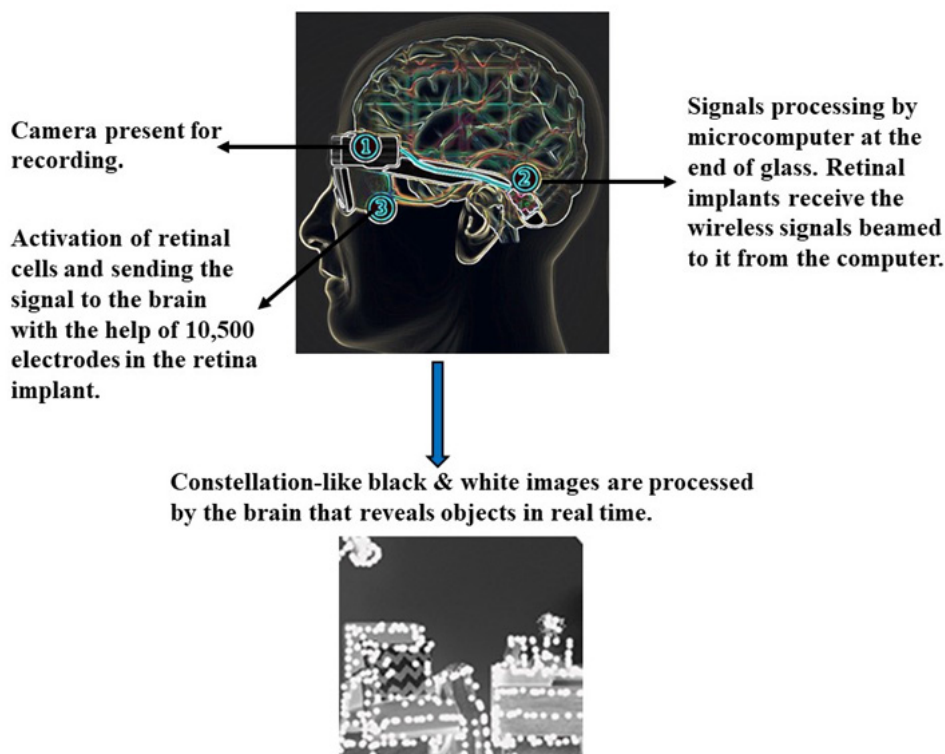 Camera present for
recording.
①
②
③
Signals processing by
microcomputer at the
end of glass. Retinal
implants receive the
wireless signals beamed
to it from the computer.
Activation of retinal
cells and sending the
signal to the brain
with the help of 10,500
electrodes in the retina
implant.
Constellation-like black & white images are processed
by the brain that reveals objects in real time.